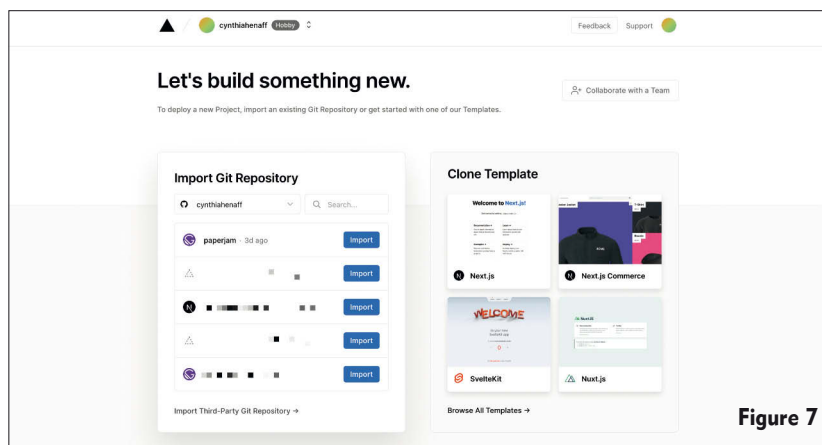 cynthiahenaff Hobby
Feedback Support
Let's build something new.
To deploy a new Project, import an existing Git Repository or get started with one of our Templates.
Collaborate with a Team
Import Git Repository
cynthiahenaff
Search...
paperjam · 3d ago Import
Import
Import
Import
Import
Import Third-Party Git Repository →
Clone Template
Welcome to Next.js!
Next.js
Next.js Commerce
WELCOME
SvelteKit
NuxtJS
Nuxt.js
Browse All Templates →
Figure 7